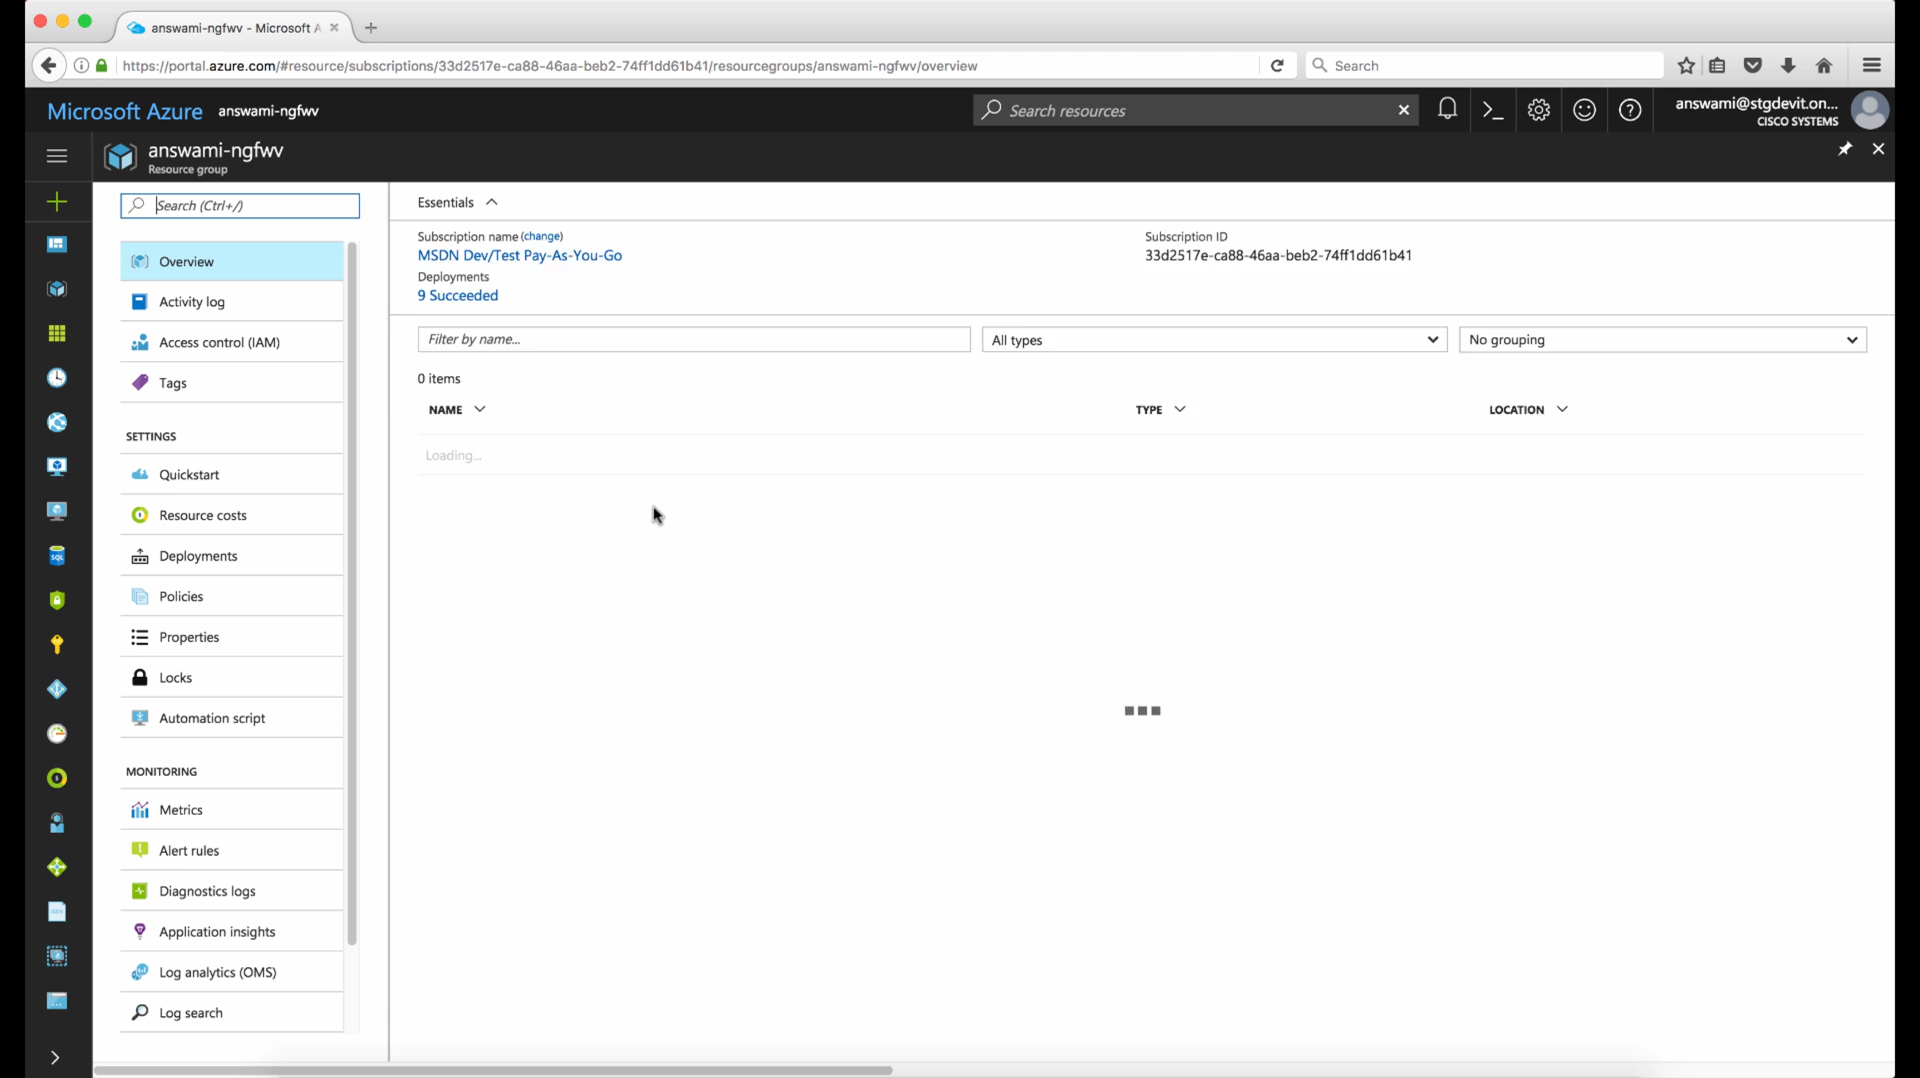 answami-ngfwv - Microsoft A
https://portal.azure.com/#resource/subscriptions/33d2517e-ca88-46aa-beb2-74ff1dd61b41/resourcegroups/answami-ngfwv/overview
Search
Microsoft Azure answami-ngfwv
Search resources
answami@stgdevit.on...
CISCO SYSTEMS
answami-ngfwv
Resource group
Search (Ctrl+/)
Overview
Activity log
Access control (IAM)
Tags
SETTINGS
Quickstart
Resource costs
Deployments
Policies
Properties
Locks
Automation script
MONITORING
Metrics
Alert rules
Diagnostics logs
Application insights
Log analytics (OMS)
Log search
Essentials
Subscription name (change)
MSDN Dev/Test Pay-As-You-Go
Deployments
9 Succeeded
Subscription ID
33d2517e-ca88-46aa-beb2-74ff1dd61b41
Filter by name...
All types
No grouping
0 items
NAME TYPE LOCATION
Loading...